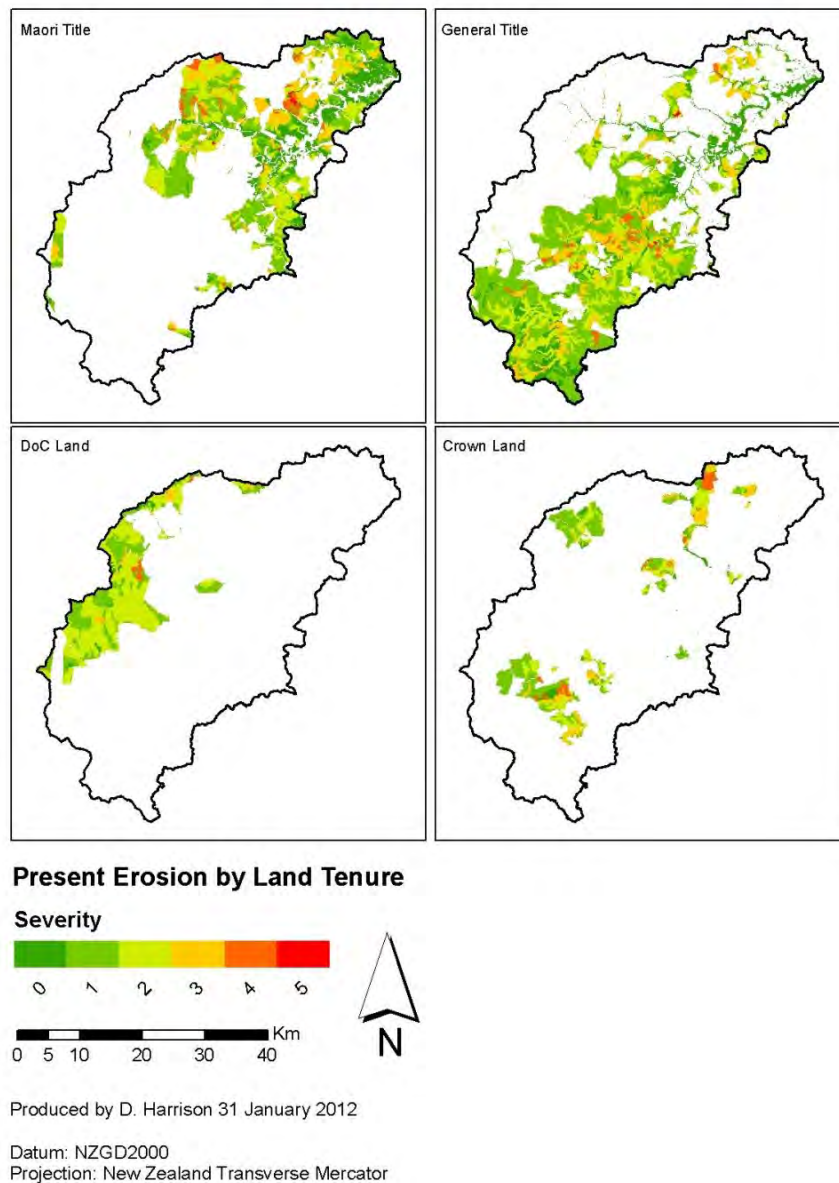 Maori Title
General Title
DoC Land
Crown Land
Present Erosion by Land Tenure
Severity
0 1 2 3 4 5
N
Km
0 5 10 20 30 40
Produced by D. Harrison 31 January 2012
Datum: NZGD2000
Projection: New Zealand Transverse Mercator